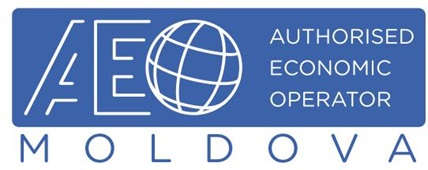 AEO
AUTHORISED
ECONOMIC
OPERATOR
MOLDOVA